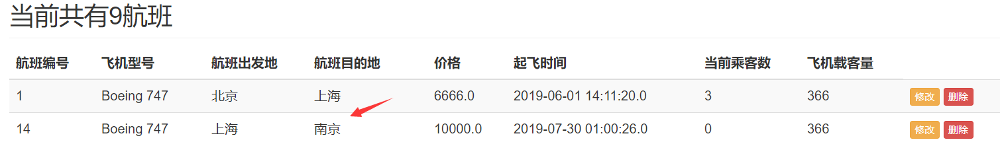 当前共有9航班
航班编号 飞机型号 航班出发地 航班目的地 价格 起飞时间 当前乘客数 飞机载客量
1 Boeing 747 北京 上海 6666.0 2019-06-01 14:11:20.0 3 366 修改 删除
14 Boeing 747 上海 南京 10000.0 2019-07-30 01:00:26.0 0 366 修改 删除